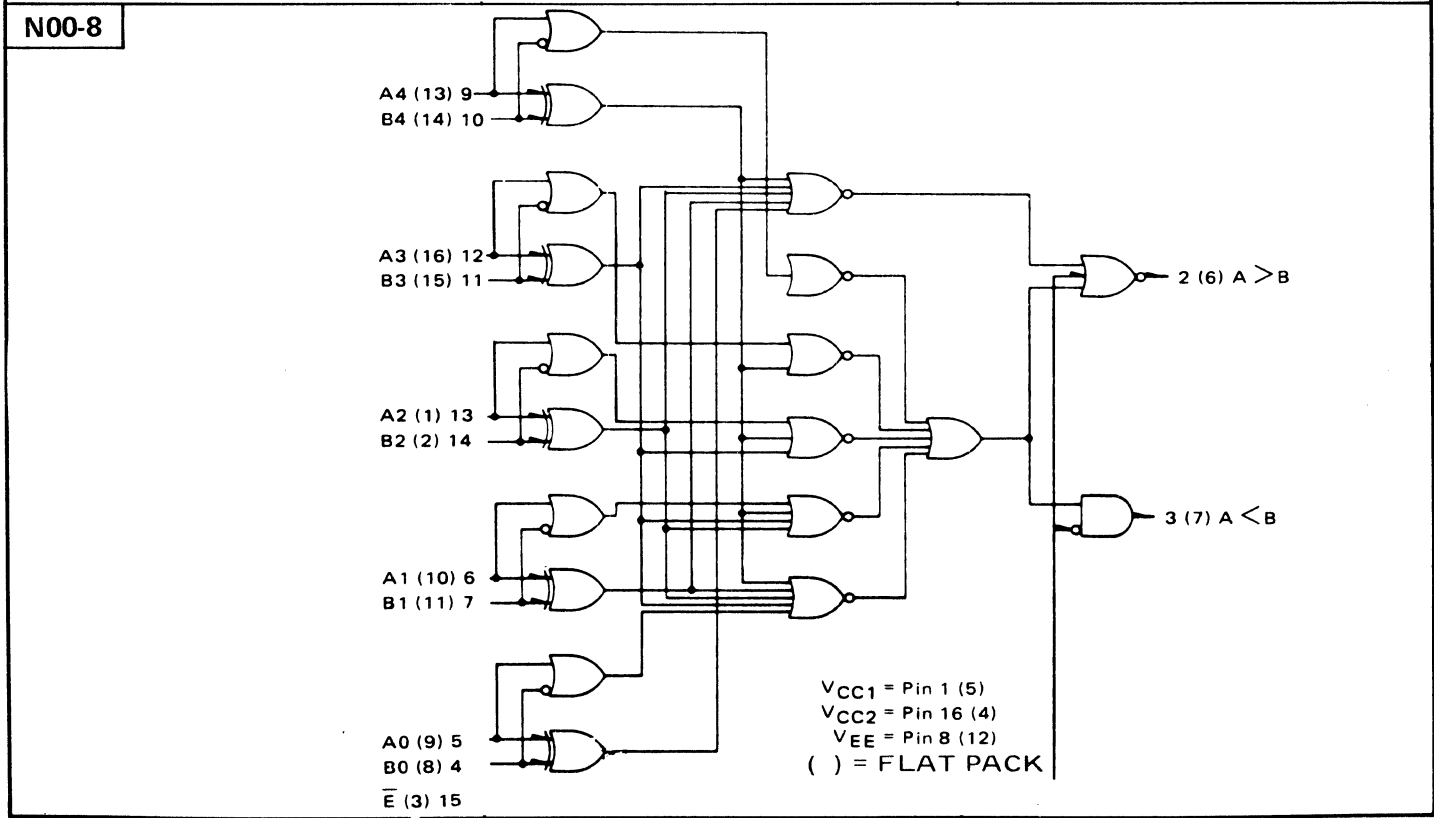 N00-8
A4 (13) 9
B4 (14) 10
A3 (16) 12
B3 (15) 11
2 (6) A > B
A2 (1) 13
B2 (2) 14
3 (7) A < B
A1 (10) 6
B1 (11) 7
VCC1 = Pin 1 (5)
VCC2 = Pin 16 (4)
VEE = Pin 8 (12)
( ) = FLAT PACK
A0 (9) 5
B0 (8) 4
E̅ (3) 15